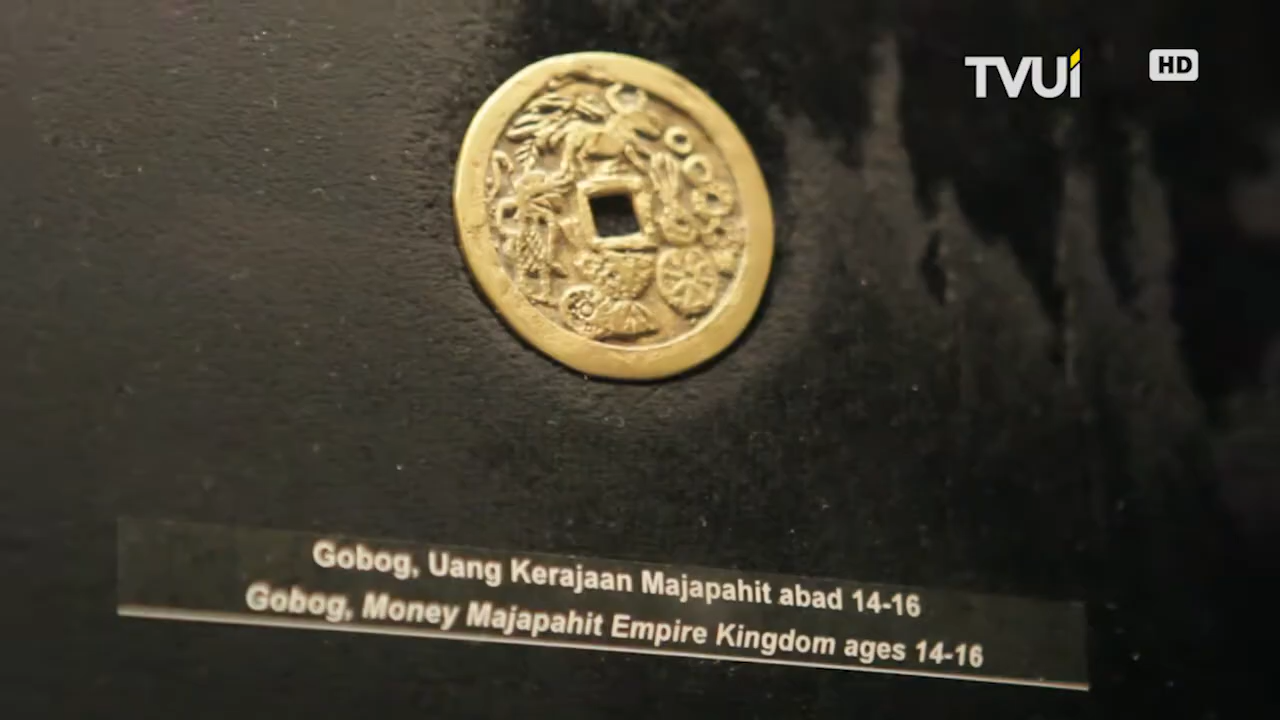 TVUI
HD
Gobog, Uang Kerajaan Majapahit abad 14-16
Gobog, Money Majapahit Empire Kingdom ages 14-16